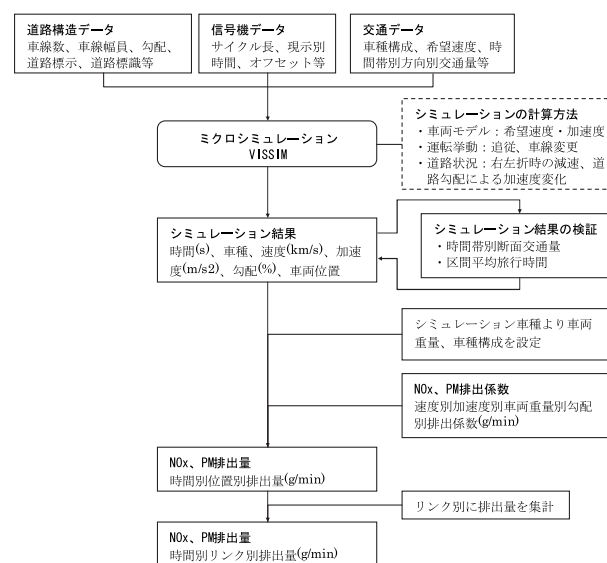 道路構造データ
車線数、車線幅員、勾配、
道路標示、道路標識等
信号機データ
サイクル長、現示別
時間、オフセット等
交通データ
車種構成、希望速度、時
間帯別方向別交通量等
ミクロシミュレーション
VISSIM
シミュレーションの計算方法
・車両モデル：希望速度・加速度
・運転挙動：追従、車線変更
・道路状況：右左折時の減速、道
路勾配による加速度変化
シミュレーション結果
時間(s)、車種、速度(km/s)、加速
度(m/s2)、勾配(%)、車両位置
シミュレーション結果の検証
・時間帯別断面交通量
・区間平均旅行時間
シミュレーション車種より車両
重量、車種構成を設定
NOx、PM排出係数
速度別加速度別車両重量別勾配
別排出係数(g/min)
NOx、PM排出量
時間別位置別排出量(g/min)
リンク別に排出量を集計
NOx、PM排出量
時間別リンク別排出量(g/min)